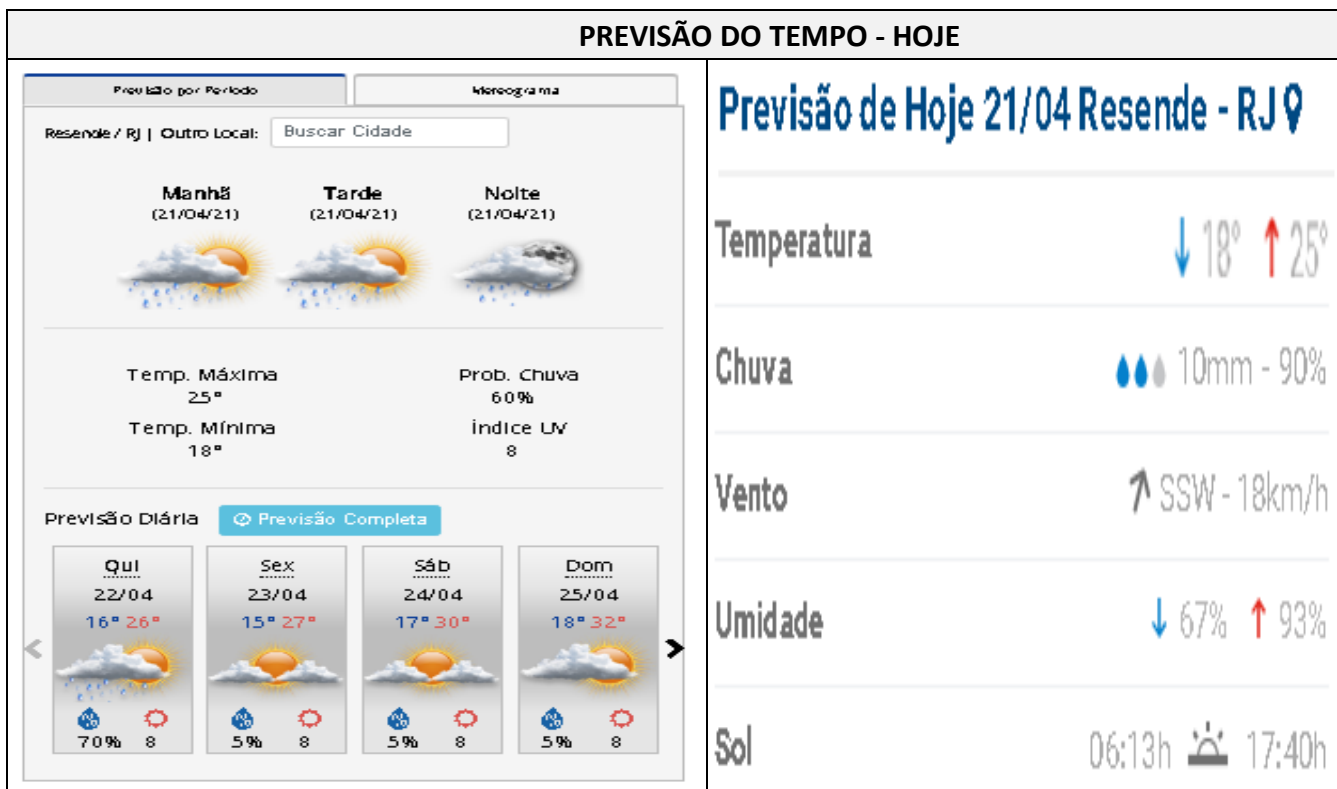 PREVISÃO DO TEMPO - HOJE
Previsão por Período
Meteograma
Resende / RJ | Outro Local: Buscar Cidade
Manhã Tarde Noite
(21/04/21) (21/04/21) (21/04/21)
Temp. Máxima Prob. Chuva
25° 60%
Temp. Mínima Índice UV
18° 8
Previsão Diária Previsão Completa
Qui Sex Sáb Dom
22/04 23/04 24/04 25/04
16° 26° 15° 27° 17° 30° 18° 32°
70% 8 5% 8 5% 8 5% 8
Previsão de Hoje 21/04 Resende - RJ
Temperatura 18° 25°
Chuva 10mm - 90%
Vento SSW - 18km/h
Umidade 67% 93%
Sol 06:13h 17:40h